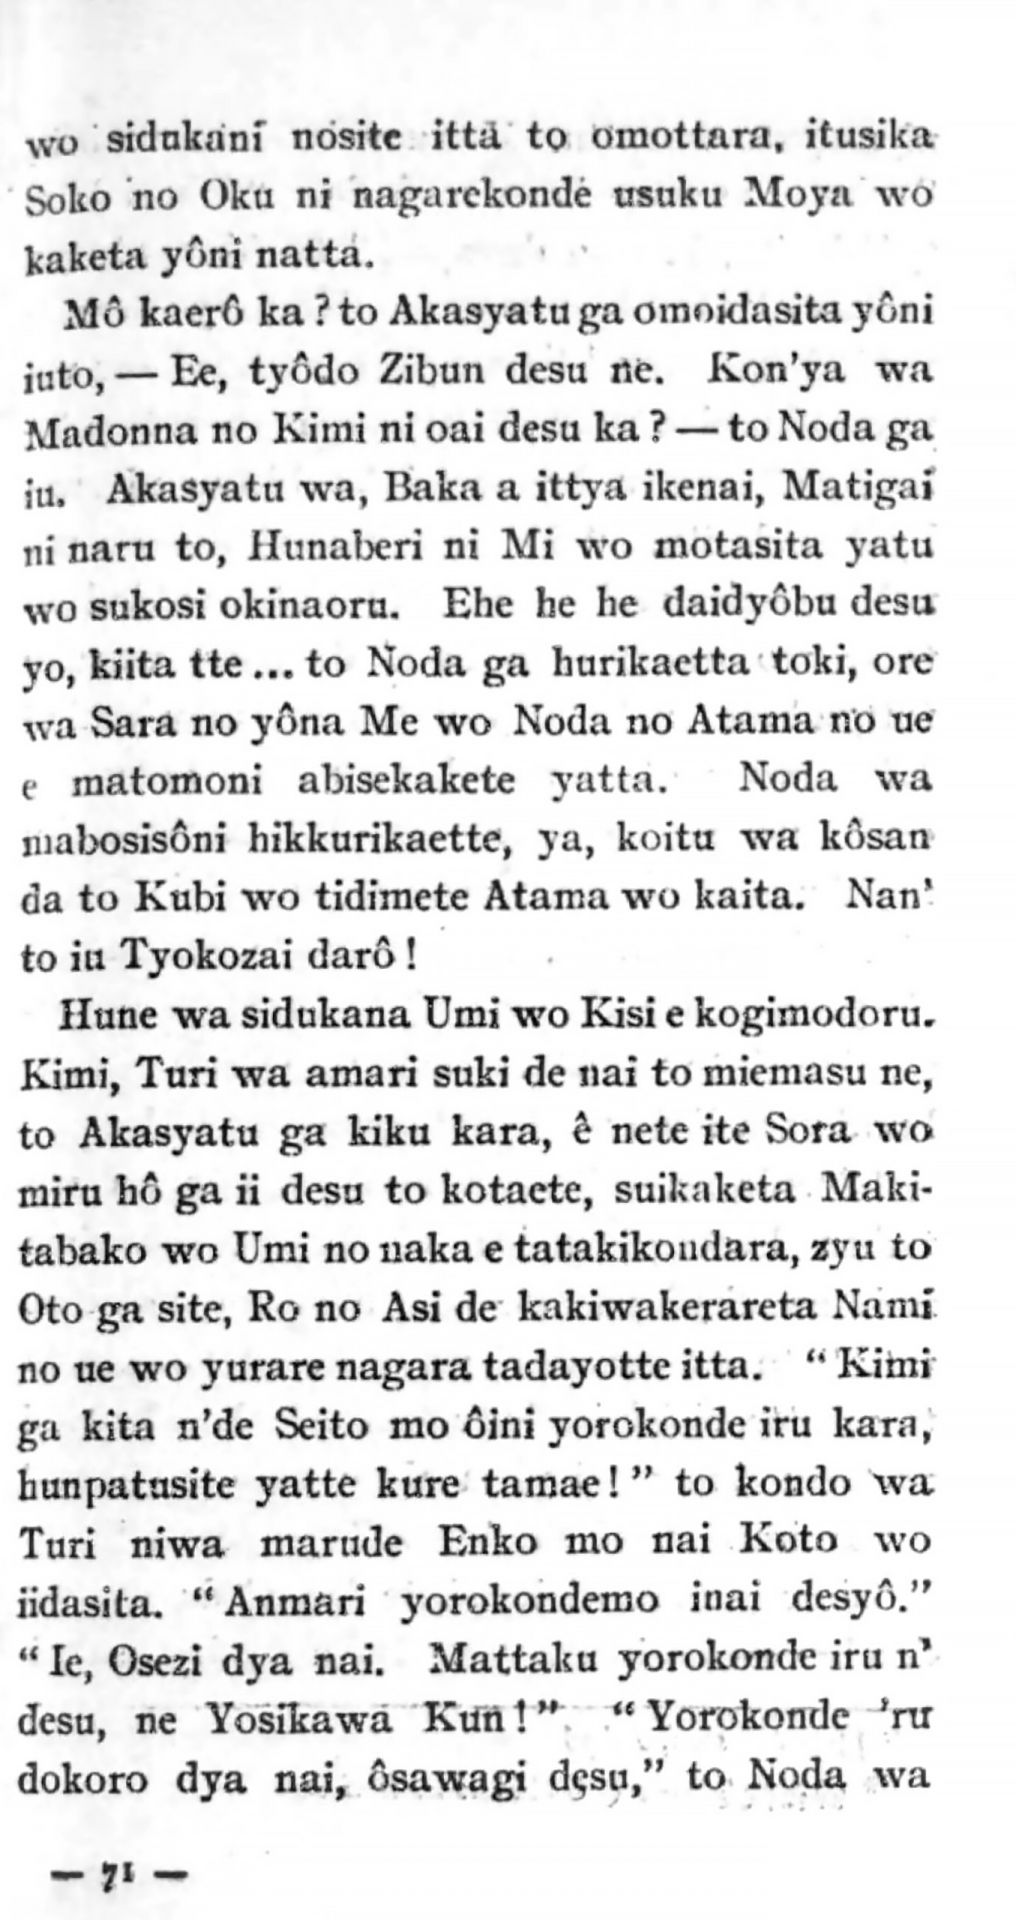 wo sidukani nosite itta to omottara, itusika
Soko no Oku ni nagarekonde usuku Moya wo
kaketa yôni natta.
Mô kaerô ka ? to Akasyatu ga omoidasita yôni
iuto, — Ee, tyôdo Zibun desu ne. Kon'ya wa
Madonna no Kimi ni oai desu ka ? — to Noda ga
iu. Akasyatu wa, Baka a ittya ikenai, Matigai
ni naru to, Hunaberi ni Mi wo motasita yatu
wo sukosi okinaoru. Ehe he he daidyôbu desu
yo, kiita tte ... to Noda ga hurikaetta toki, ore
wa Sara no yôna Me wo Noda no Atama no ue
e matomoni abisekakete yatta. Noda wa
mabosisôni hikkurikaette, ya, koitu wa kôsan
da to Kubi wo tidimete Atama wo kaita. Nan'
to iu Tyokozai darô !
Hune wa sidukana Umi wo Kisi e kogimodoru.
Kimi, Turi wa amari suki de nai to miemasu ne,
to Akasyatu ga kiku kara, ê nete ite Sora wo
miru hô ga ii desu to kotaete, suikaketa Maki-
tabako wo Umi no naka e tatakikondara, zyu to
Oto ga site, Ro no Asi de kakiwakerareta Nami
no ue wo yurare nagara tadayotte itta. “ Kimi
ga kita n'de Seito mo ôini yorokonde iru kara,
hunpatusite yatte kure tamae ! ” to kondo wa
Turi niwa marude Enko mo nai Koto wo
iidasita. “ Anmari yorokondemo inai desyô.”
“ Ie, Osezi dya nai. Mattaku yorokonde iru n'
desu, ne Yosikawa Kun ! ” “ Yorokonde 'ru
dokoro dya nai, ôsawagi desu,” to Noda wa
— 71 —